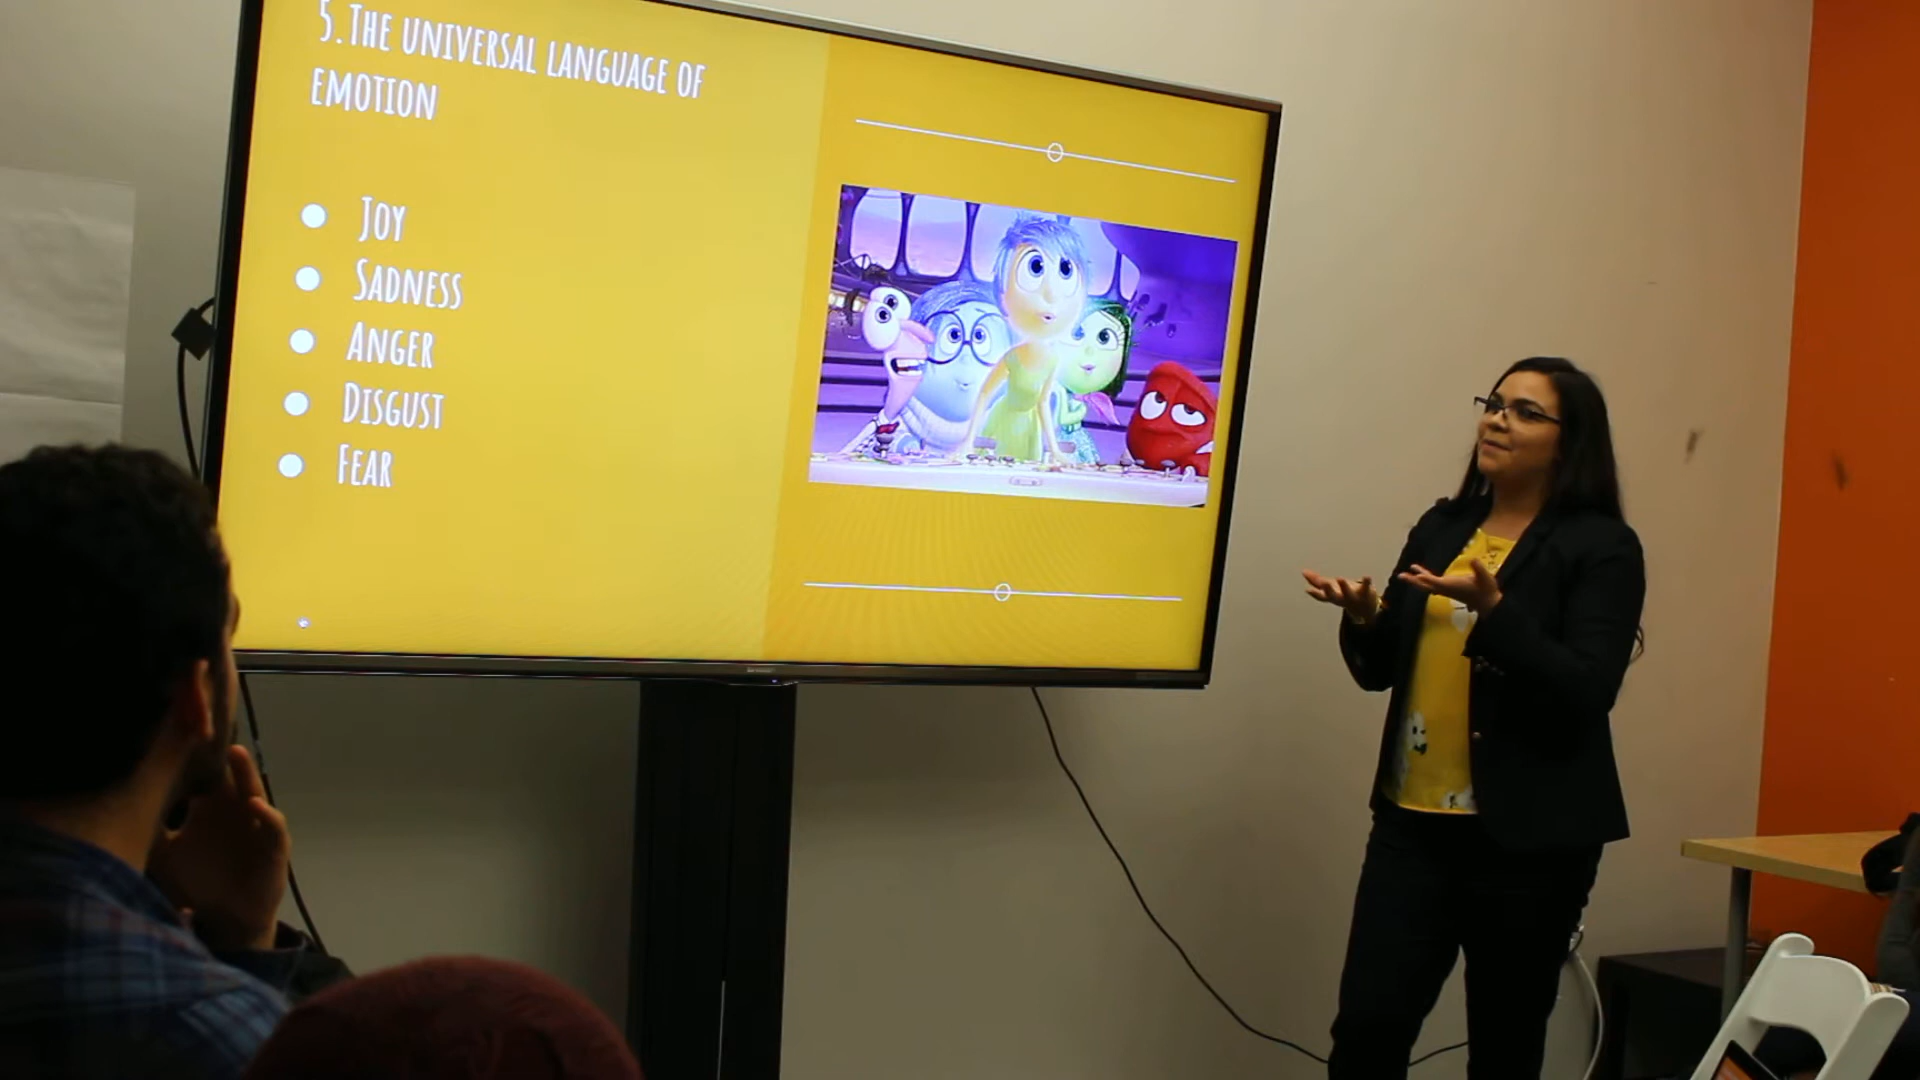 5. The universal language of
emotion
Joy
Sadness
Anger
Disgust
Fear